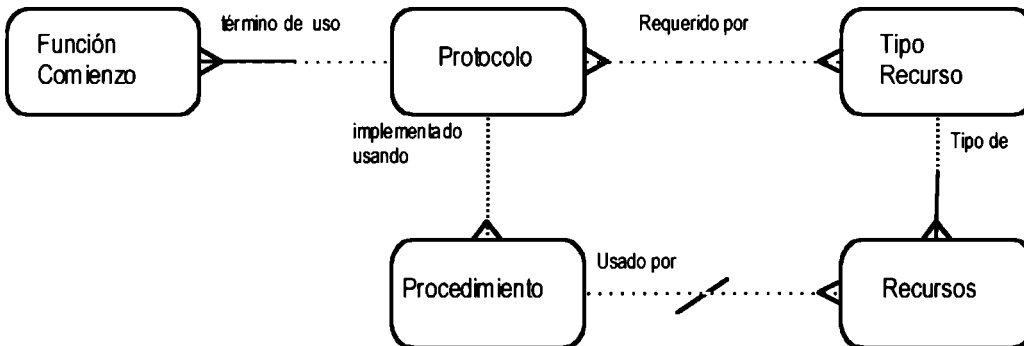 término de uso
Requerido por
Función
Comienzo
Protocolo
Tipo
Recurso
implementado
usando
Tipo de
Usado por
Procedimiento
Recursos